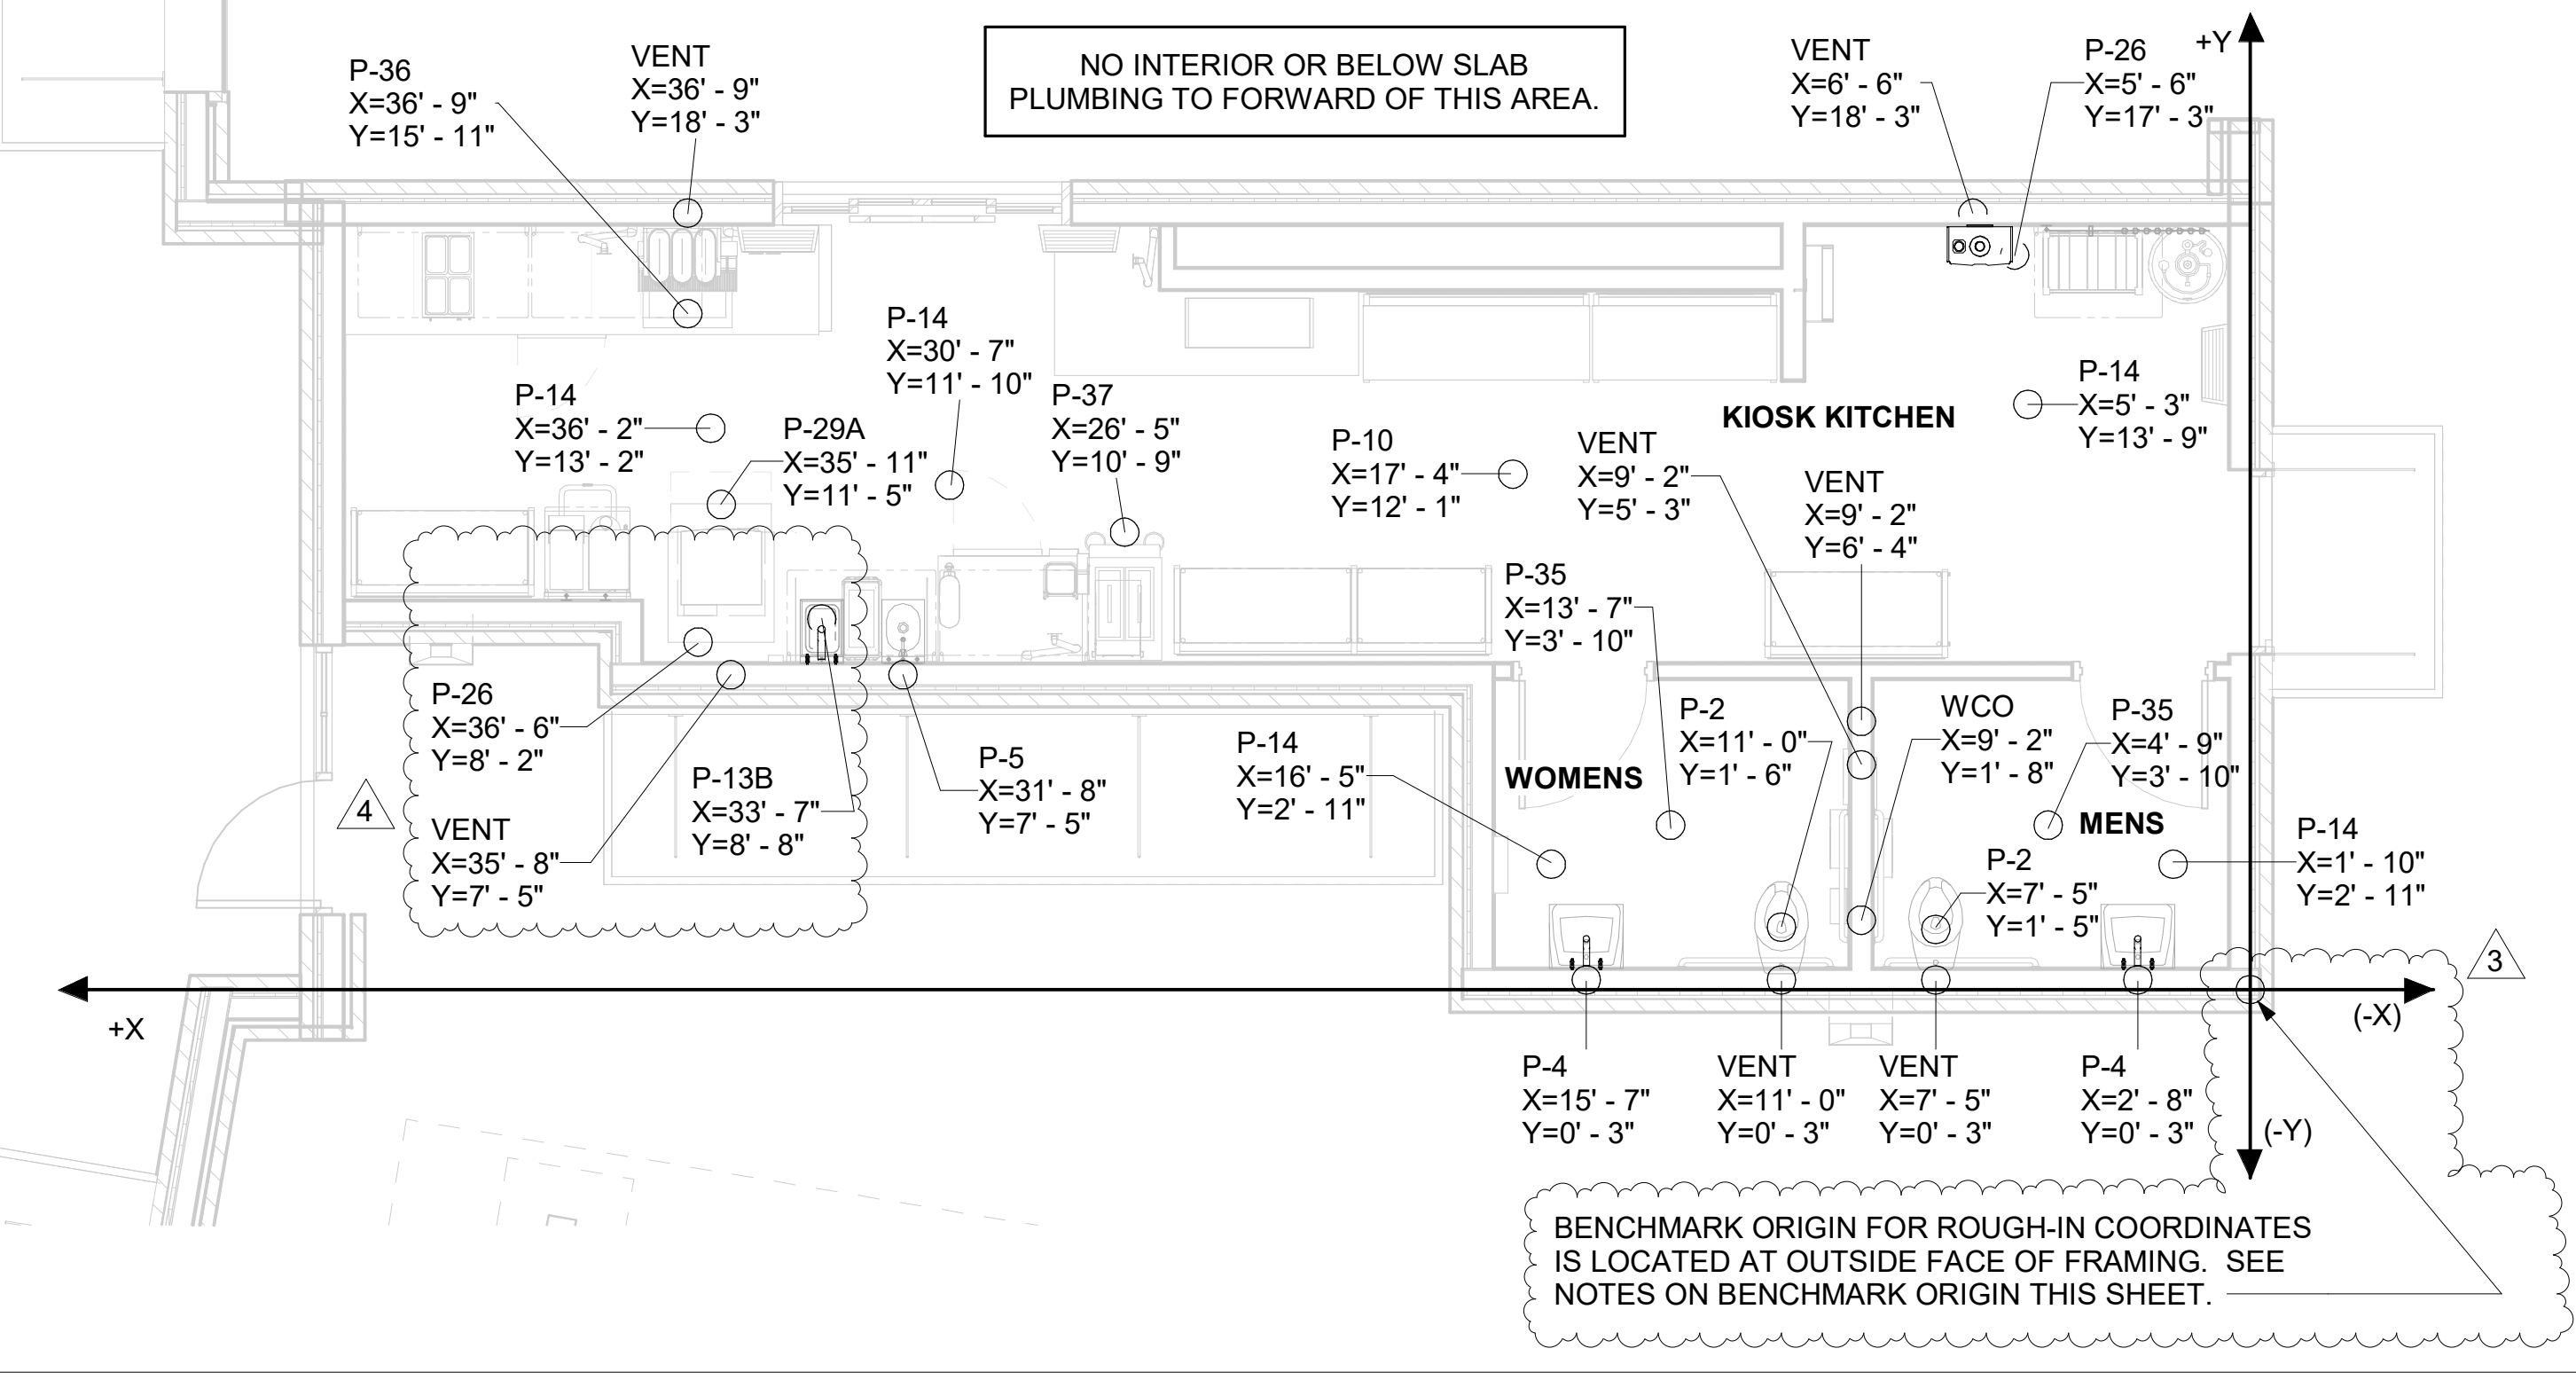 P-36
X=36' - 9"
Y=15' - 11"
VENT
X=36' - 9"
Y=18' - 3"
NO INTERIOR OR BELOW SLAB
PLUMBING TO FORWARD OF THIS AREA.
VENT
X=6' - 6"
Y=18' - 3"
+Y
P-26
X=5' - 6"
Y=17' - 3"
P-14
X=36' - 2"
Y=13' - 2"
P-29A
X=35' - 11"
Y=11' - 5"
P-14
X=30' - 7"
Y=11' - 10"
P-37
X=26' - 5"
Y=10' - 9"
P-10
X=17' - 4"
Y=12' - 1"
VENT
X=9' - 2"
Y=5' - 3"
KIOSK KITCHEN
VENT
X=9' - 2"
Y=6' - 4"
P-14
X=5' - 3"
Y=13' - 9"
P-35
X=13' - 7"
Y=3' - 10"
P-26
X=36' - 6"
Y=8' - 2"
4
VENT
X=35' - 8"
Y=7' - 5"
P-13B
X=33' - 7"
Y=8' - 8"
P-5
X=31' - 8"
Y=7' - 5"
P-14
X=16' - 5"
Y=2' - 11"
WOMENS
P-2
X=11' - 0"
Y=1' - 6"
WCO
X=9' - 2"
Y=1' - 8"
P-35
X=4' - 9"
Y=3' - 10"
MENS
P-2
X=7' - 5"
Y=1' - 5"
P-14
X=1' - 10"
Y=2' - 11"
3
+X
(-X)
P-4
X=15' - 7"
Y=0' - 3"
VENT
X=11' - 0"
Y=0' - 3"
VENT
X=7' - 5"
Y=0' - 3"
P-4
X=2' - 8"
Y=0' - 3"
(-Y)
BENCHMARK ORIGIN FOR ROUGH-IN COORDINATES
IS LOCATED AT OUTSIDE FACE OF FRAMING.  SEE
NOTES ON BENCHMARK ORIGIN THIS SHEET.